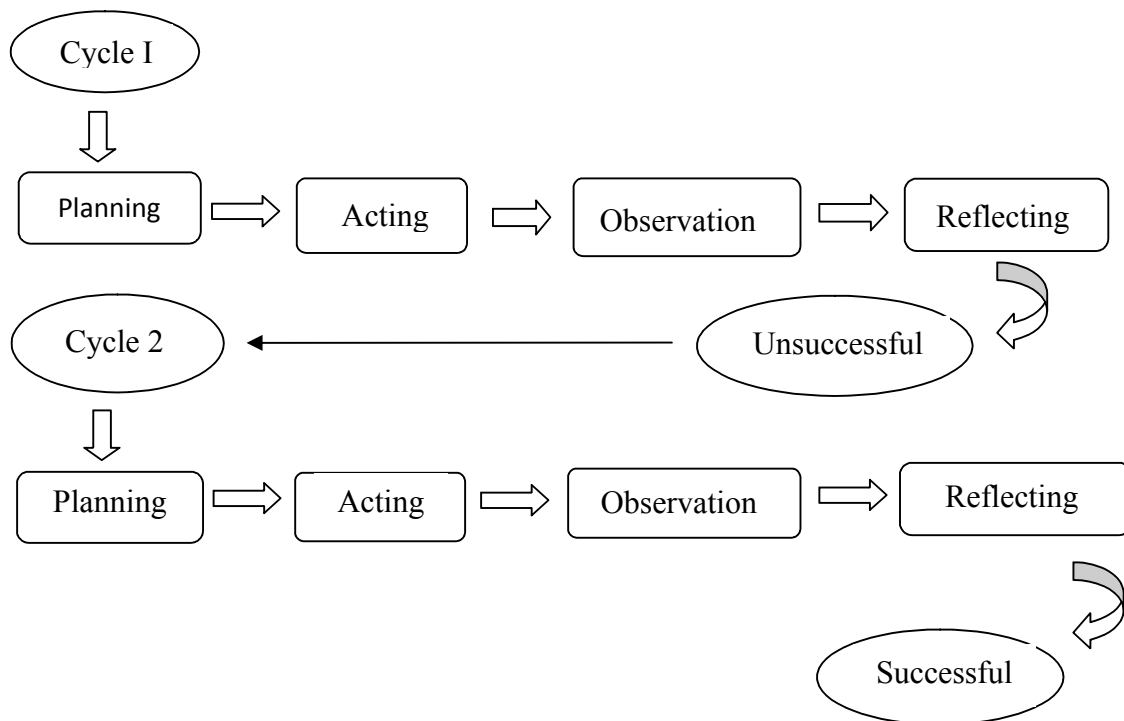 Cycle I
Planning
Acting
Observation
Reflecting
Cycle 2
Unsuccessful
Planning
Acting
Observation
Reflecting
Successful